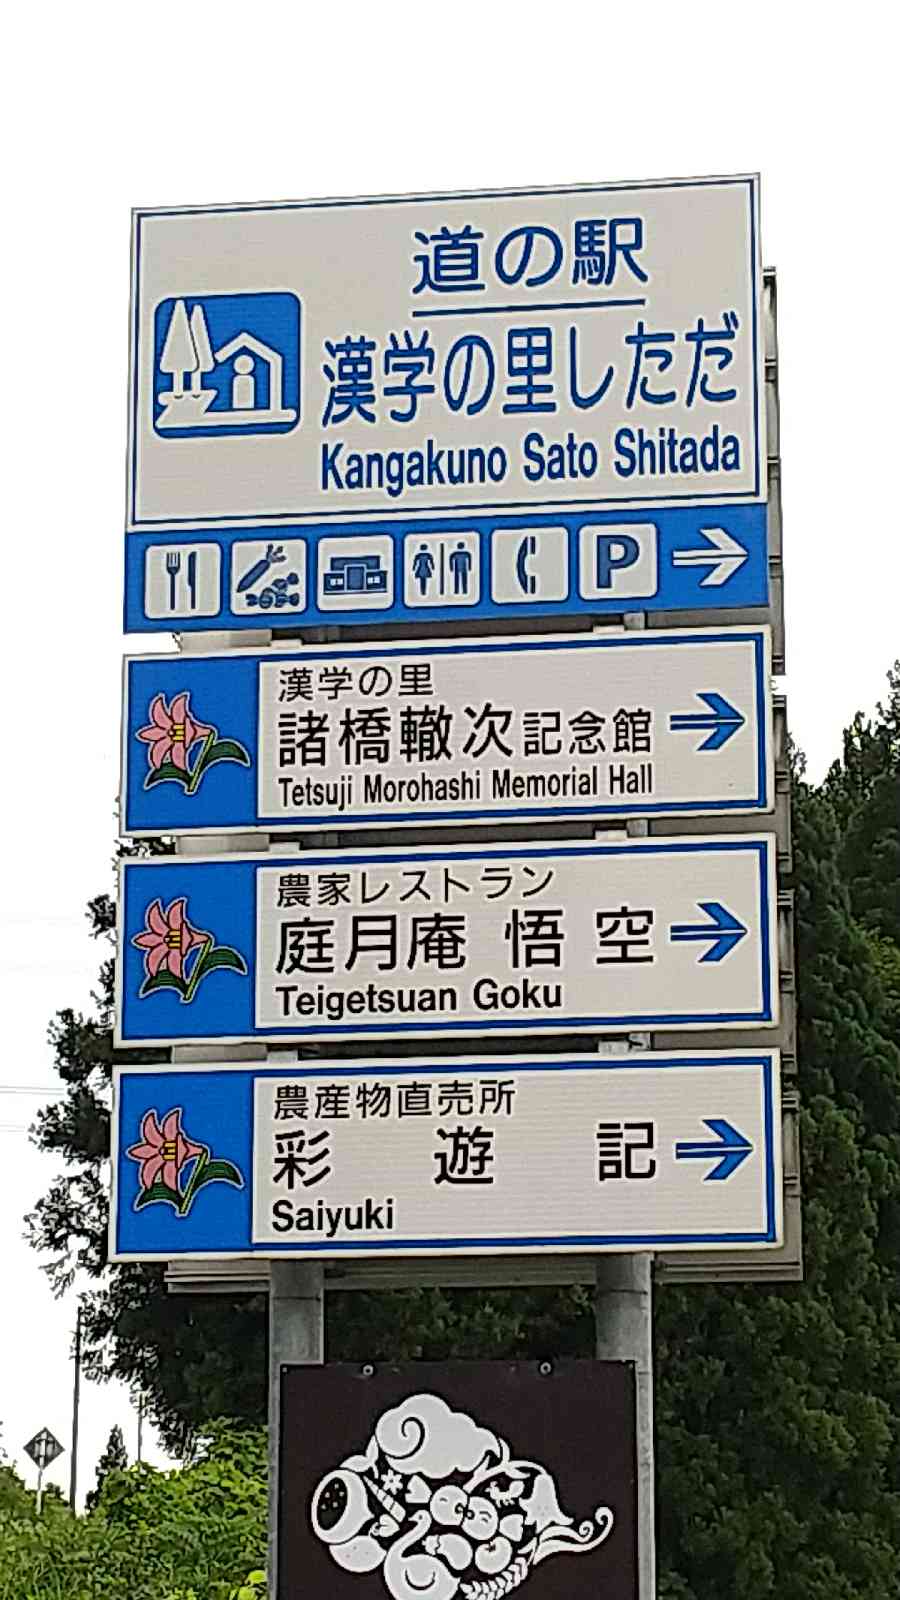 道の駅
漢学の里しただ
Kangakuno Sato Shitada
P
漢学の里
諸橋轍次記念館
Tetsuji Morohashi Memorial Hall
農家レストラン
庭月庵 悟空
Teigetsuan Goku
農産物直売所
彩遊記
Saiyuki